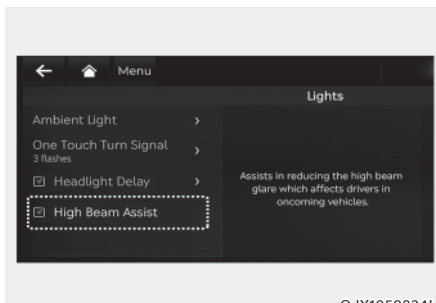 Menu
Lights
Ambient Light
One Touch Turn Signal
3 flashes
Headlight Delay
High Beam Assist
Assists in reducing the high beam
glare which affects drivers in
oncoming vehicles.